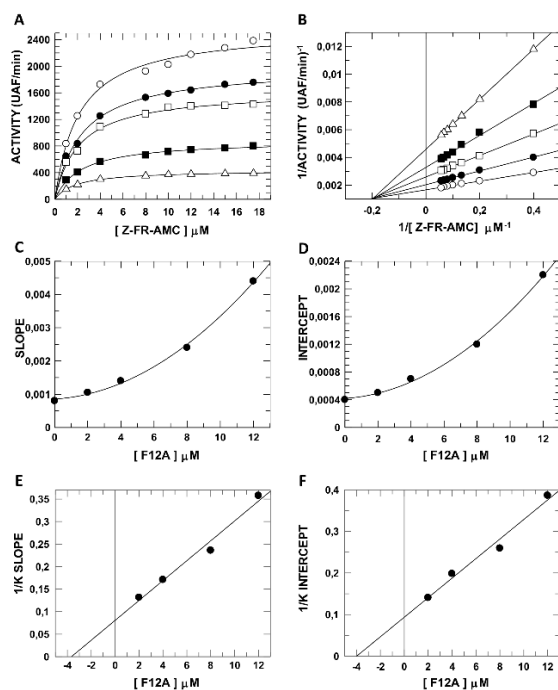 A
ACTIVITY (UAF/min)
2400
2000
1600
1200
800
400
0
0 2 4 6 8 10 12 14 16 18
[ Z-FR-AMC ] µM
B
1/ACTIVITY (UAF/min)⁻¹
0,012
0,010
0,008
0,006
0,004
0,002
-0,2 0 0,2 0,4
1/[ Z-FR-AMC] µM⁻¹
C
SLOPE
0,005
0,004
0,003
0,002
0,001
0
0 2 4 6 8 10 12
[ F12A ] µM
D
INTERCEPT
0,0024
0,0020
0,0016
0,0012
0,0008
0,0004
0
0 2 4 6 8 10 12
[ F12A ] µM
E
1/K SLOPE
0,35
0,3
0,25
0,2
0,15
0,1
0,05
0
-4 -2 0 2 4 6 8 10 12
[ F12A ] µM
F
1/K INTERCEPT
0,4
0,3
0,2
0,1
0
-4 -2 0 2 4 6 8 10 12
[ F12A ] µM